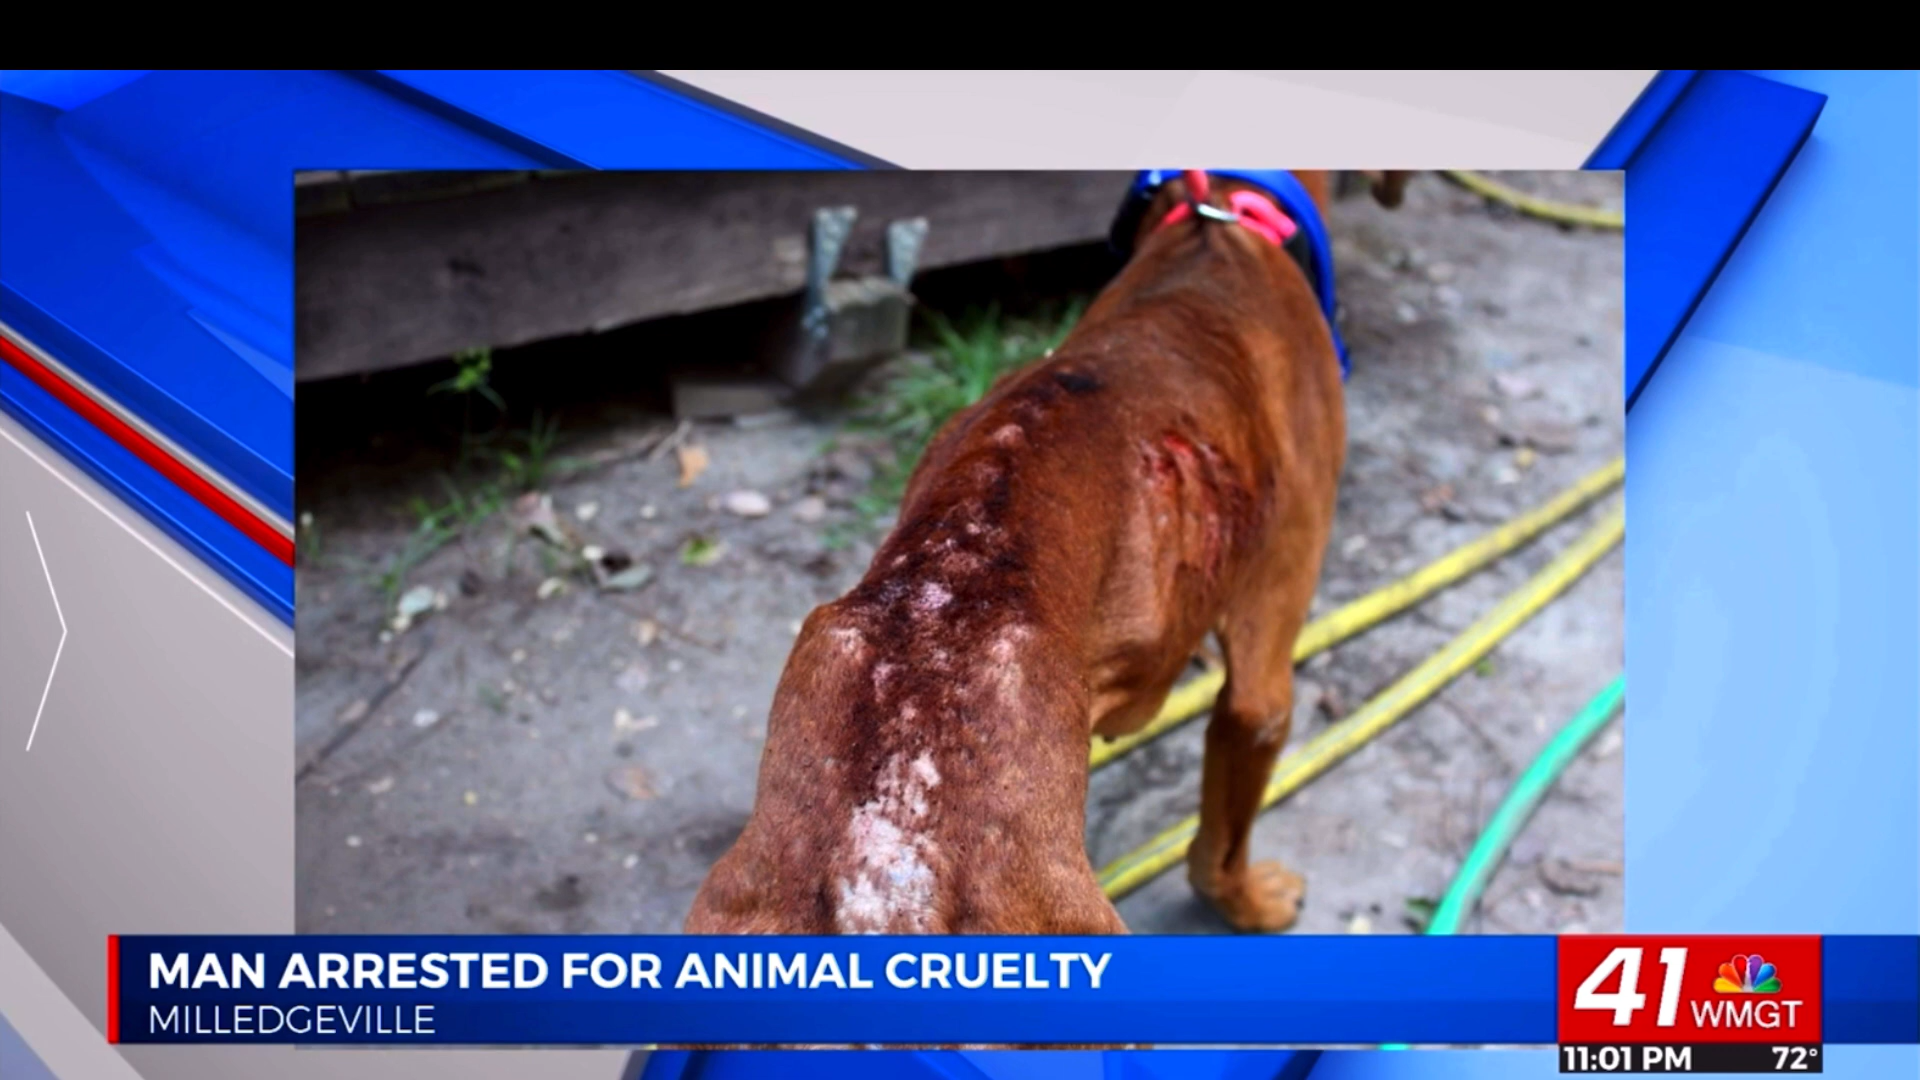 MAN ARRESTED FOR ANIMAL CRUELTY
MILLEDGEVILLE
41 WMGT
11:01 PM 72°